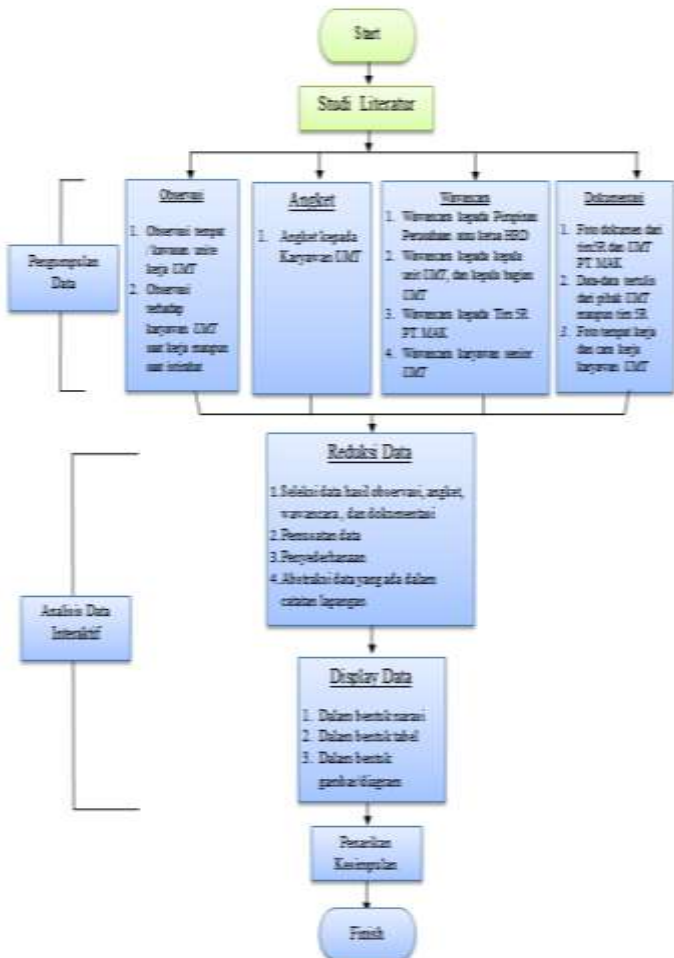 Start
Studi Literatur
Pengumpulan
Data
Observasi
1. Observasi tempat
kerja UMT
2. Observasi
terhadap
karyawan UMT
saat kerja maupun
saat istirahat
Angket
1. Angket kepada
Karyawan UMT
Wawancara
1. Wawancara kepada Pimpinan
Perusahaan atau ketua HRD
2. Wawancara kepada kepala
unit UMT, dan kepala bagian
UMT
3. Wawancara kepada Tim SR
PT. MAK
4. Wawancara karyawan senior
UMT
Dokumentasi
1. Foto dokumen dari
tim SR dan UMT
PT. MAK
2. Data-data tertulis
dari pihak UMT
maupun tim SR
3. Foto tempat kerja
dan cara kerja
karyawan UMT
Analisis Data
Interaktif
Reduksi Data
1. Seleksi data hasil observasi, angket,
wawancara, dan dokumentasi
2. Pemusatan data
3. Penyederhanaan
4. Abstraksi data yang ada dalam
catatan lapangan
Display Data
1. Dalam bentuk narasi
2. Dalam bentuk tabel
3. Dalam bentuk
gambar/diagram
Penarikan
Kesimpulan
Finish